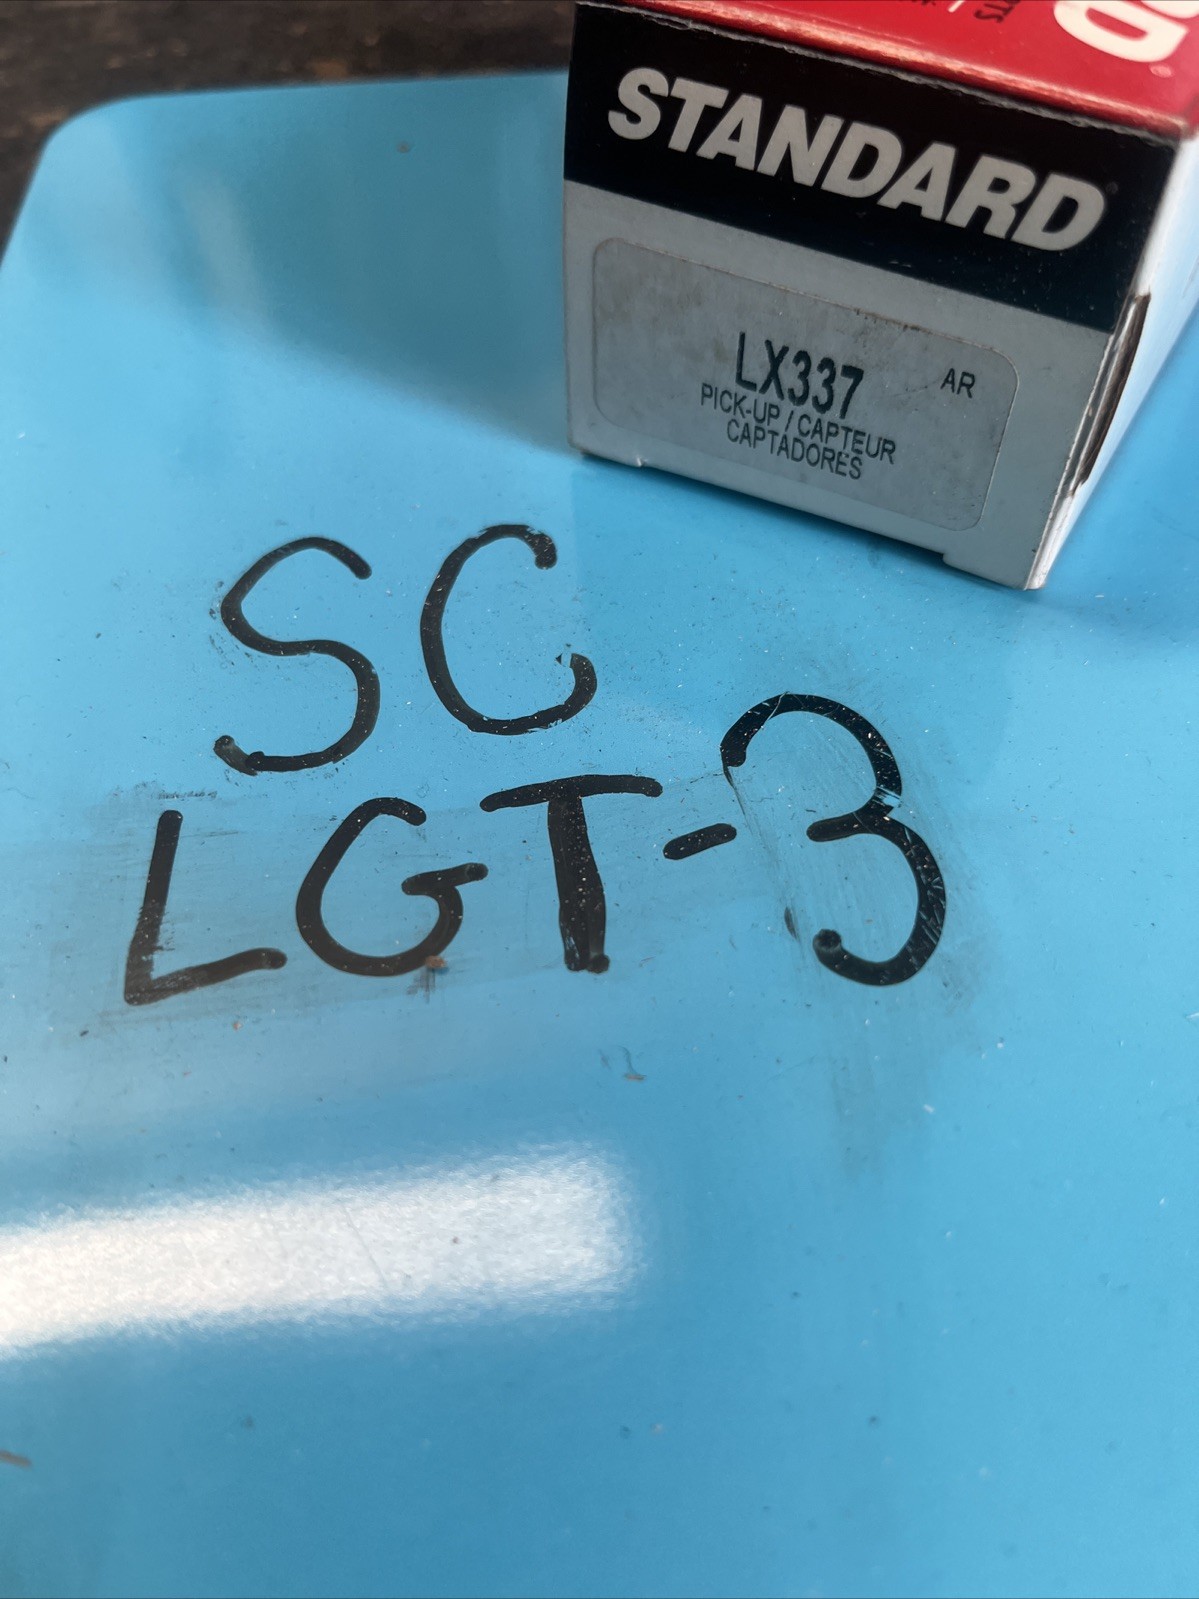 STANDARD
LX337
AR
PICK-UP / CAPTEUR
CAPTADORES
SC
LGT-3